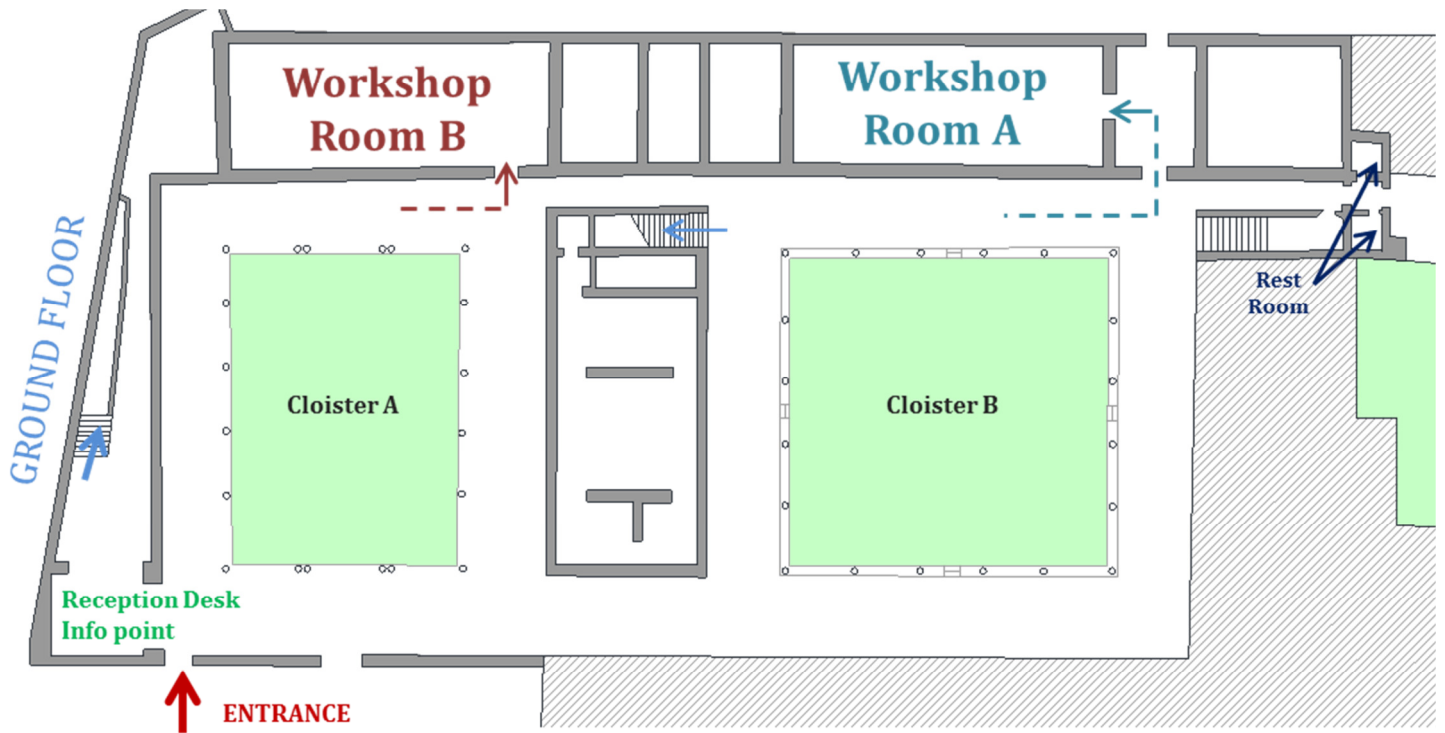 Workshop
Room B
Workshop
Room A
GROUND FLOOR
Rest
Room
Cloister A
Cloister B
Reception Desk
Info point
ENTRANCE